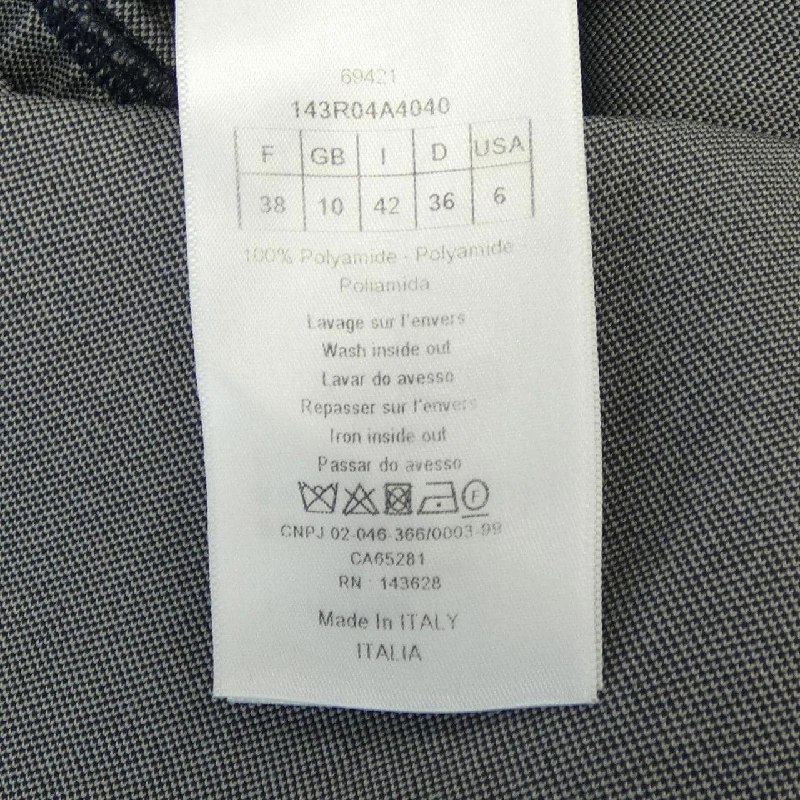 69421
143R04A4040
F GB I D USA
38 10 42 36 6
100% Polyamide - Polyamide
Poliamida
Lavage sur l'envers
Wash inside out
Lavar do avesso
Repasser sur l'envers
Iron inside out
Passar do avesso
F
CNPJ 02-046-366/0003-99
CA65281
RN : 143628
Made In ITALY
ITALIA